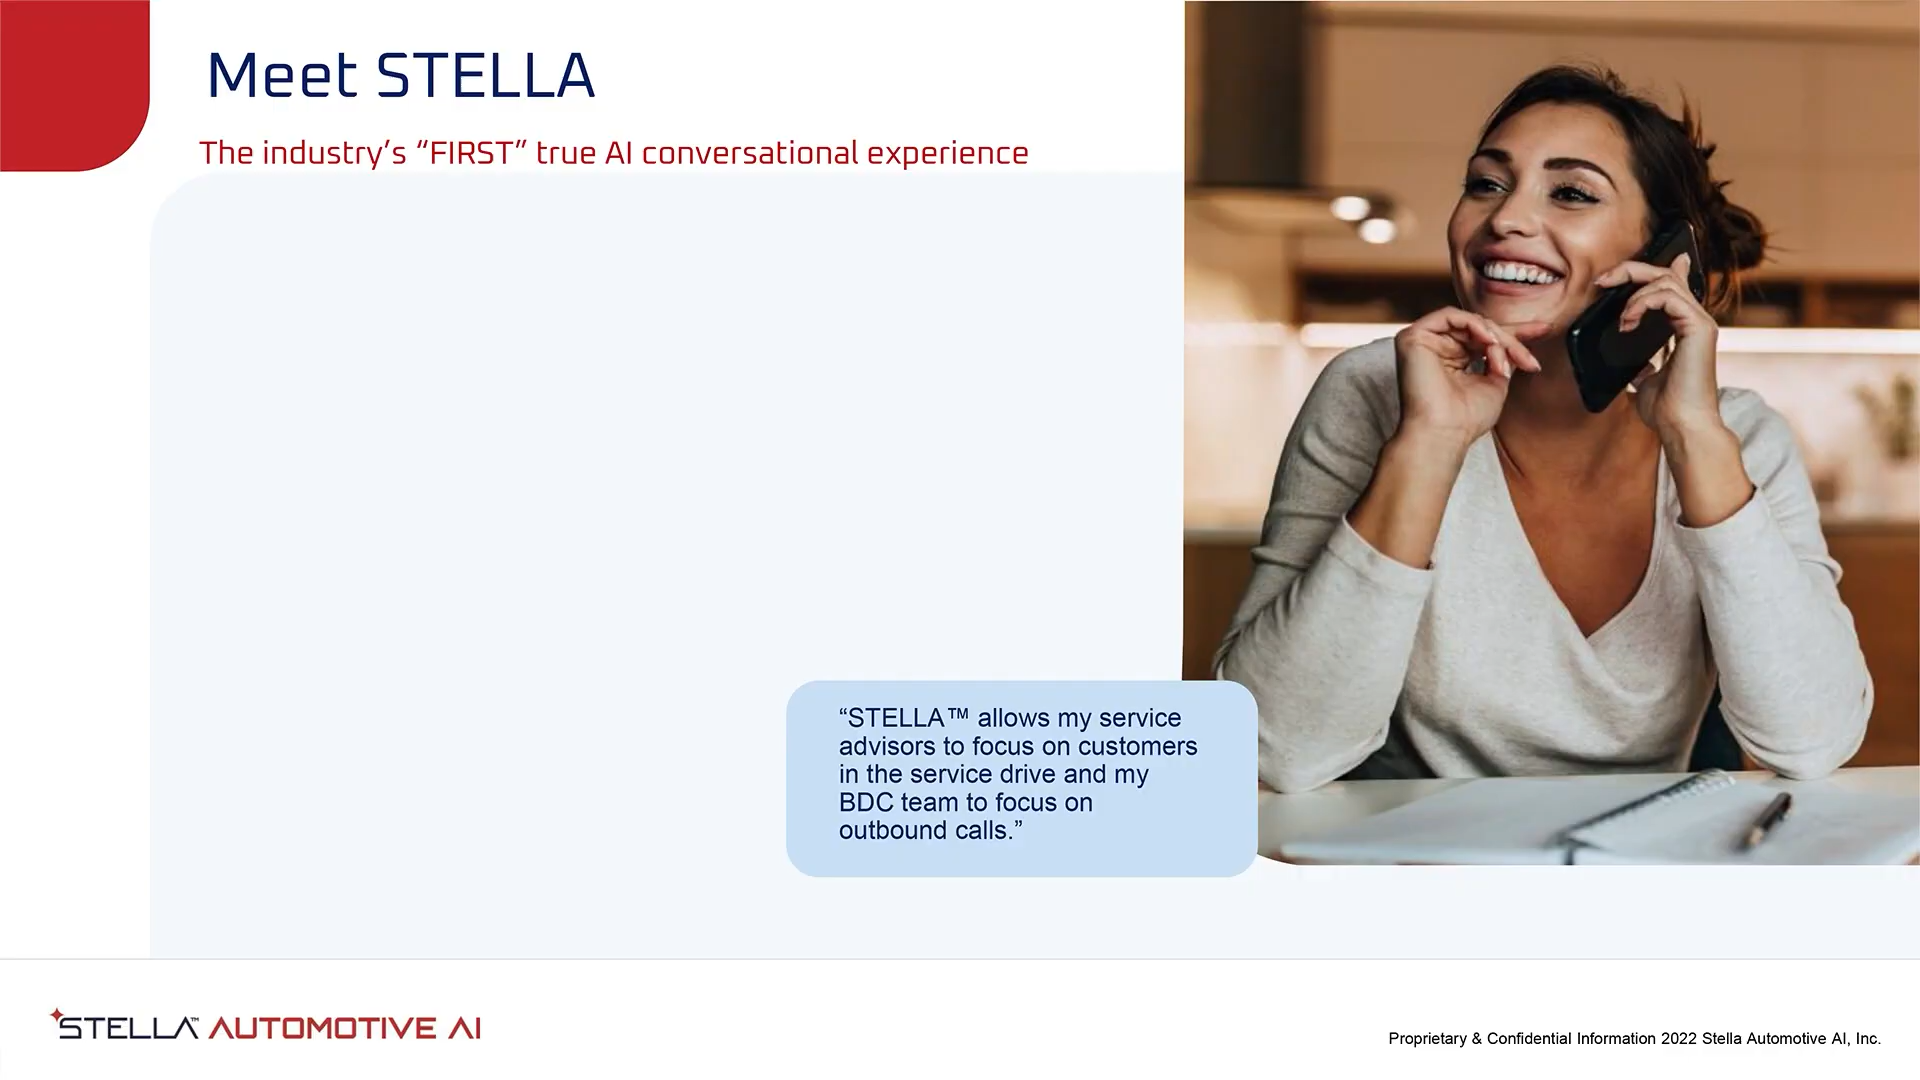 Meet STELLA
The industry’s “FIRST” true AI conversational experience
“STELLA™ allows my service
advisors to focus on customers
in the service drive and my
BDC team to focus on
outbound calls.”
STELLA™ AUTOMOTIVE AI
Proprietary & Confidential Information 2022 Stella Automotive AI, Inc.